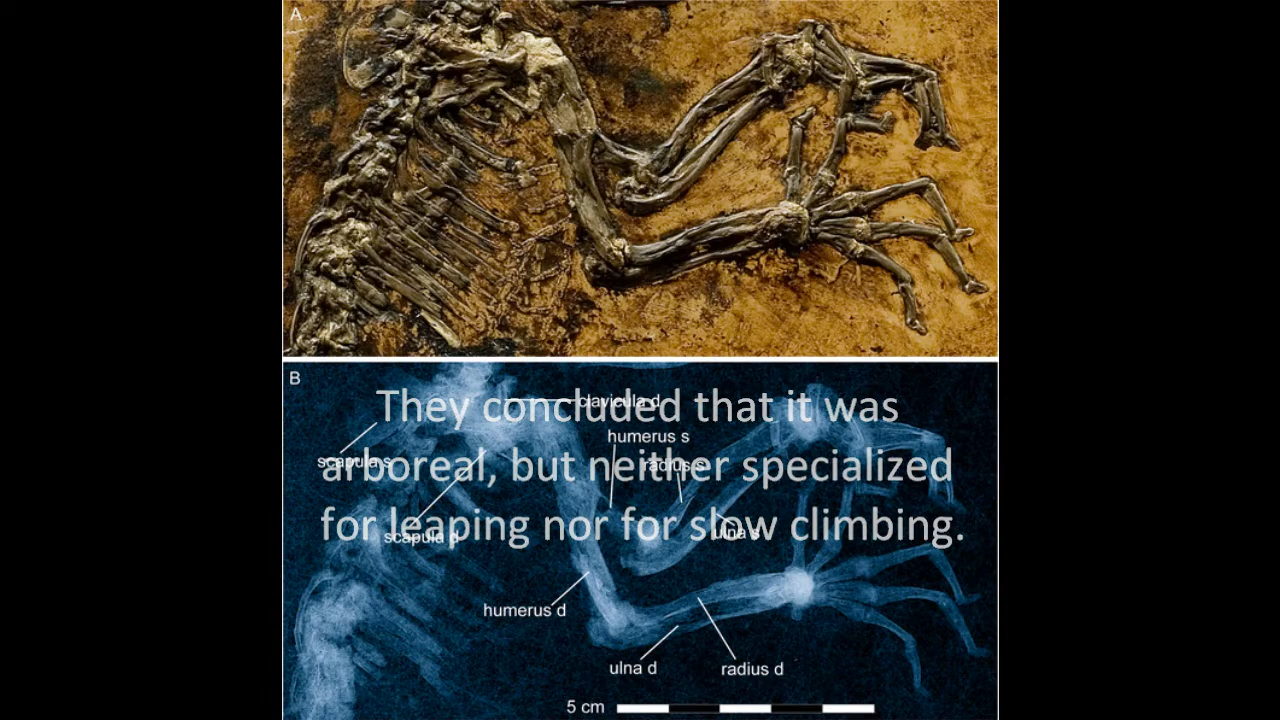 A
B
clavicula d
They concluded that it was
humerus s
scapula s
radius s
arboreal, but neither specialized
for leaping nor for slow climbing.
scapula d
ulna s
humerus d
ulna d
radius d
5 cm